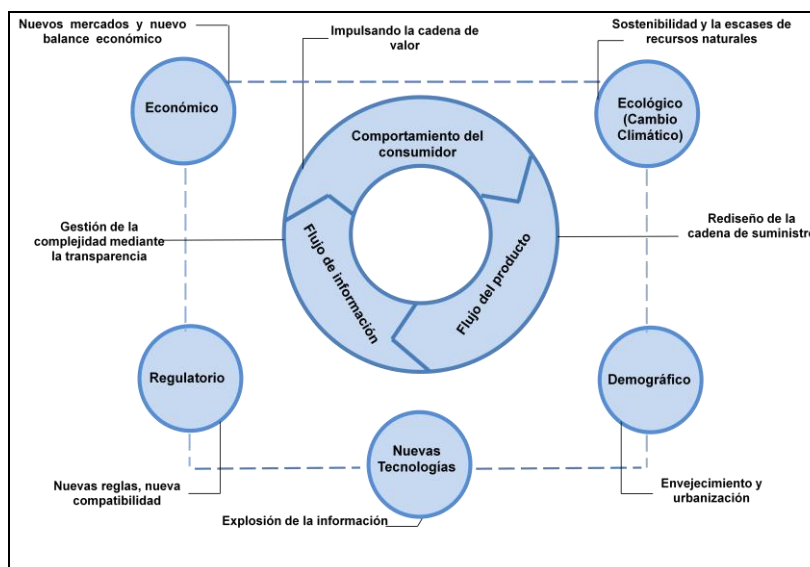 Nuevos mercados y nuevo
balance económico
Impulsando la cadena de
valor
Sostenibilidad y la escases de
recursos naturales
Económico
Ecológico
(Cambio
Climático)
Comportamiento del
consumidor
Gestión de la
complejidad mediante
la transparencia
Flujo de información
Flujo del producto
Rediseño de la
cadena de suministro
Regulatorio
Demográfico
Nuevas
Tecnologías
Nuevas reglas, nueva
compatibilidad
Explosión de la información
Envejecimiento y
urbanización